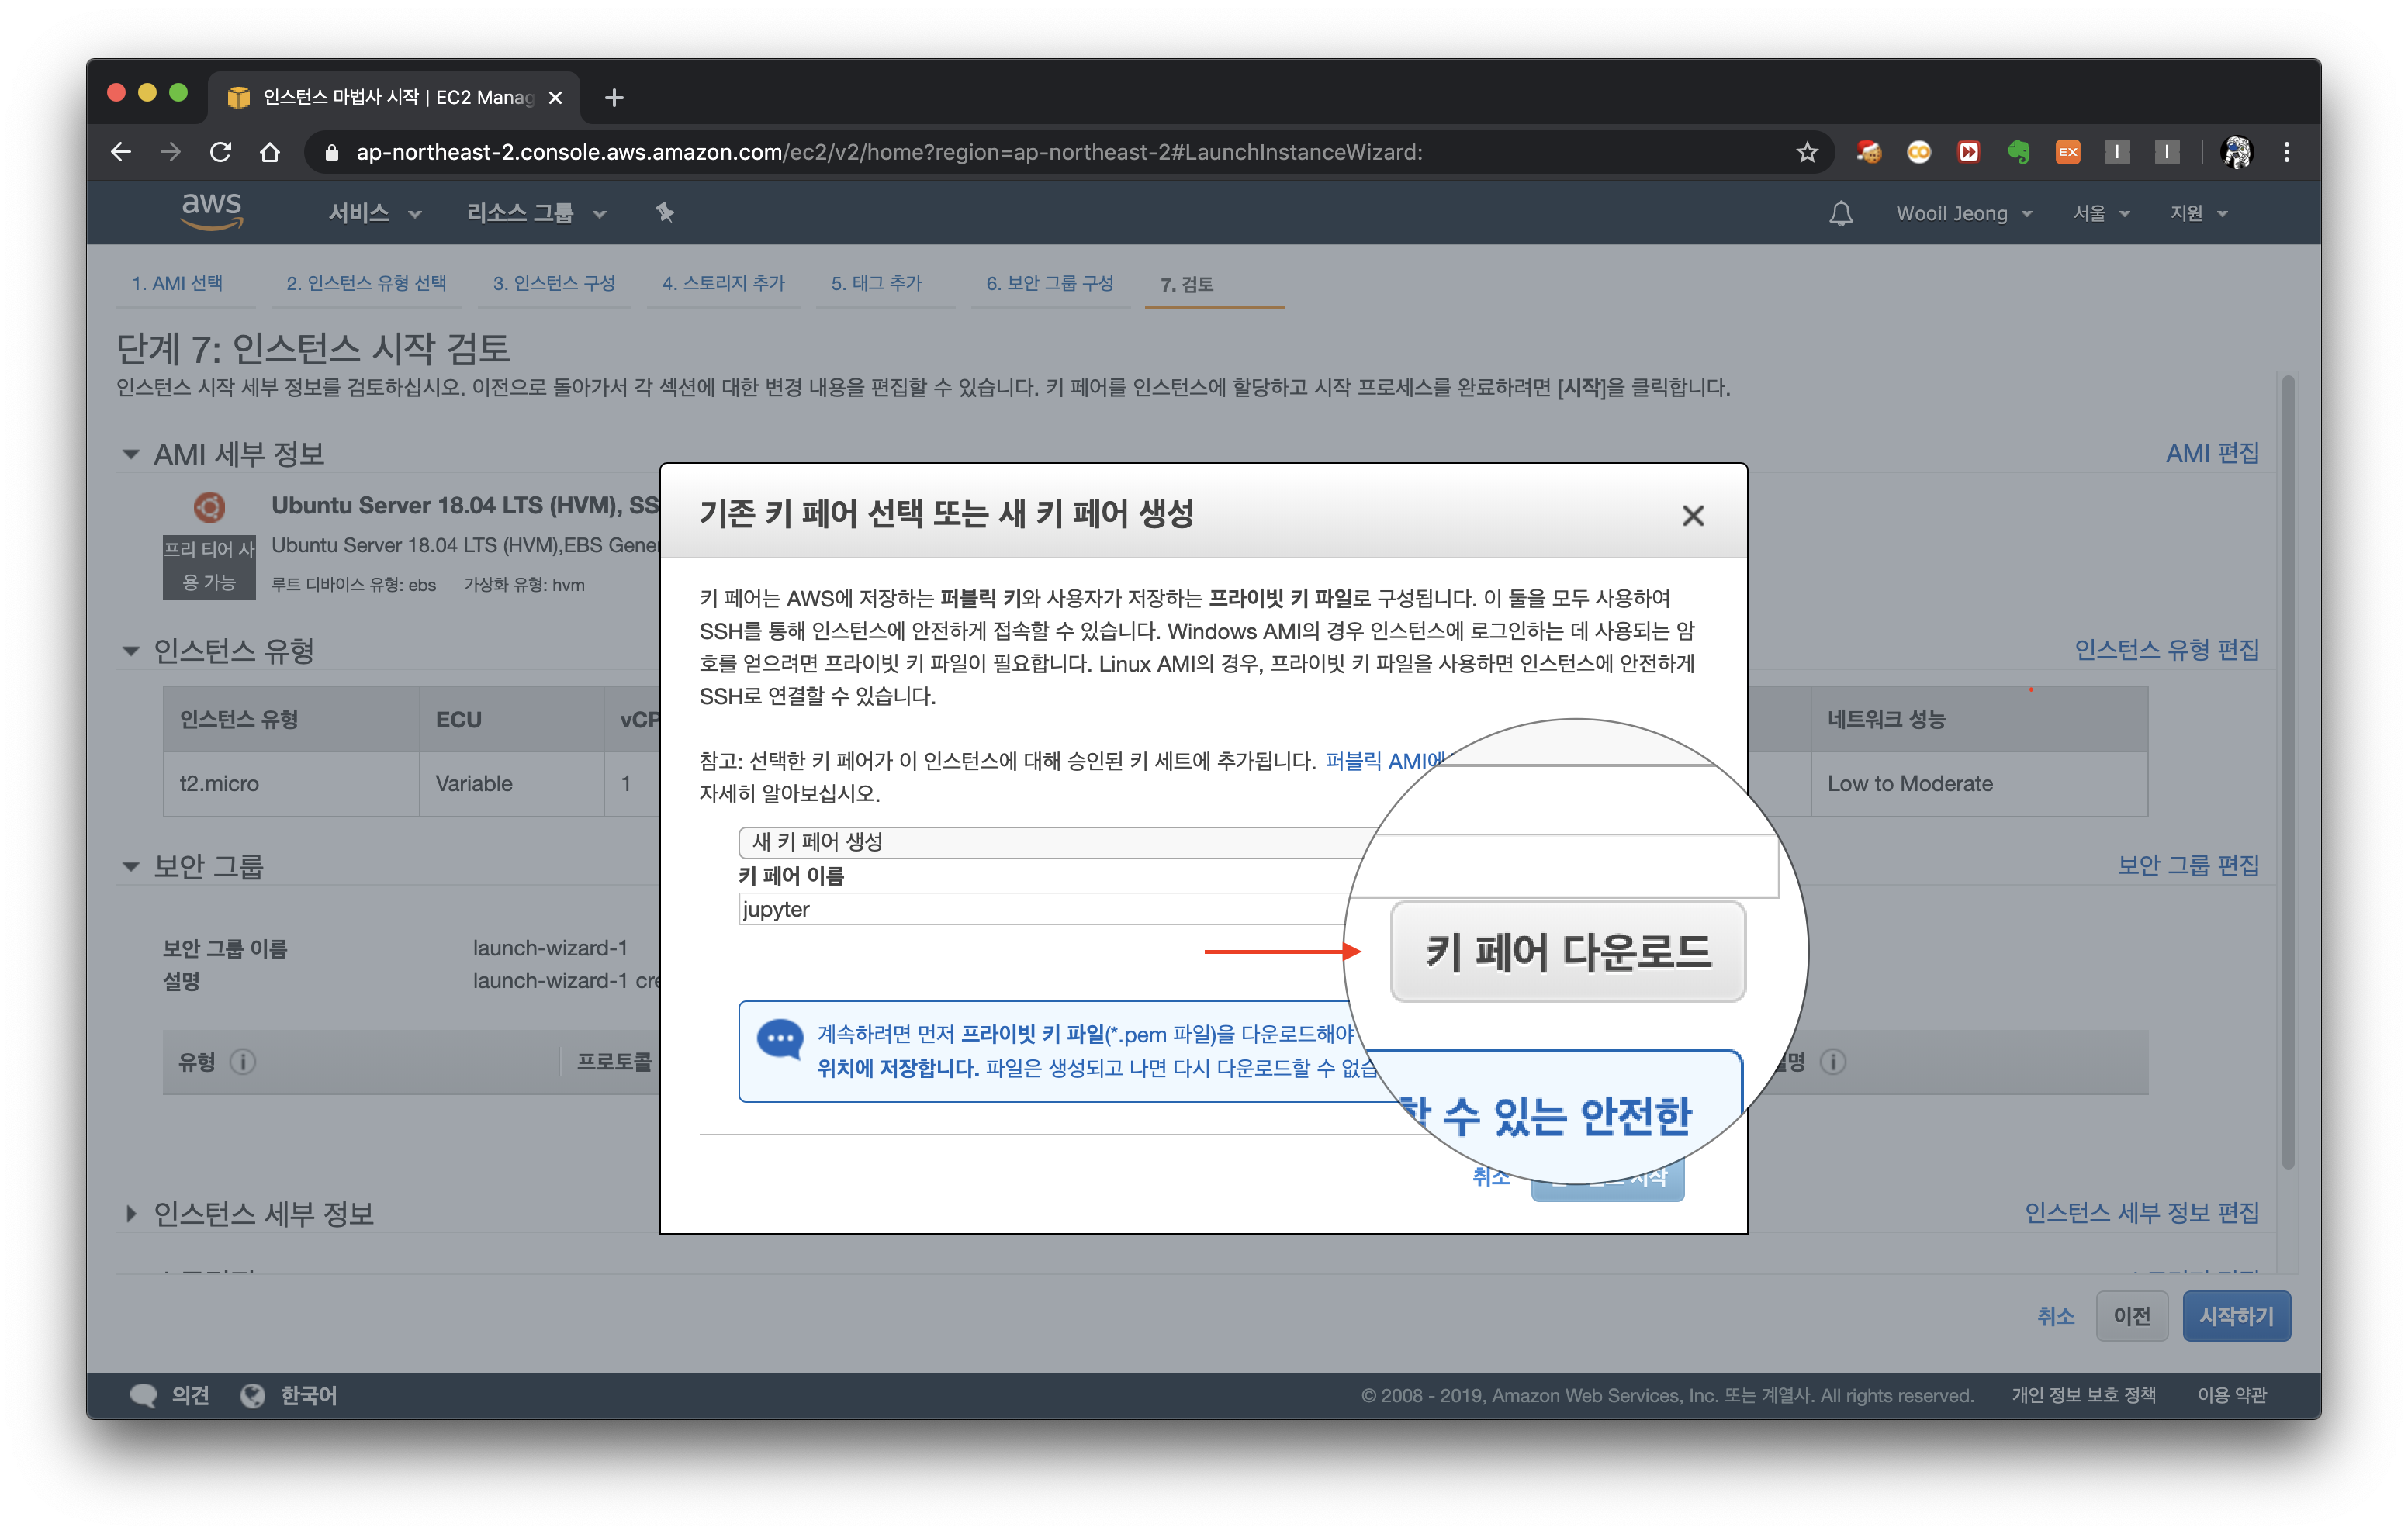 인스턴스 마법사 시작 | EC2 Manag
ap-northeast-2.console.aws.amazon.com/ec2/v2/home?region=ap-northeast-2#LaunchInstanceWizard:
EX
aws
서비스
리소스 그룹
Wooil Jeong
서울
지원
1. AMI 선택
2. 인스턴스 유형 선택
3. 인스턴스 구성
4. 스토리지 추가
5. 태그 추가
6. 보안 그룹 구성
7. 검토
단계 7: 인스턴스 시작 검토
인스턴스 시작 세부 정보를 검토하십시오. 이전으로 돌아가서 각 섹션에 대한 변경 내용을 편집할 수 있습니다. 키 페어를 인스턴스에 할당하고 시작 프로세스를 완료하려면 [시작]을 클릭합니다.
AMI 세부 정보
AMI 편집
Ubuntu Server 18.04 LTS (HVM), SS
프리 티어 사
용 가능
Ubuntu Server 18.04 LTS (HVM),EBS Gener
루트 디바이스 유형: ebs 가상화 유형: hvm
인스턴스 유형
인스턴스 유형 편집
인스턴스 유형
ECU
vCP
네트워크 성능
t2.micro
Variable
1
Low to Moderate
보안 그룹
보안 그룹 편집
보안 그룹 이름
launch-wizard-1
설명
launch-wizard-1 cre
유형
프로토콜
인스턴스 세부 정보
인스턴스 세부 정보 편집
기존 키 페어 선택 또는 새 키 페어 생성
키 페어는 AWS에 저장하는 퍼블릭 키와 사용자가 저장하는 프라이빗 키 파일로 구성됩니다. 이 둘을 모두 사용하여
SSH를 통해 인스턴스에 안전하게 접속할 수 있습니다. Windows AMI의 경우 인스턴스에 로그인하는 데 사용되는 암
호를 얻으려면 프라이빗 키 파일이 필요합니다. Linux AMI의 경우, 프라이빗 키 파일을 사용하면 인스턴스에 안전하게
SSH로 연결할 수 있습니다.
참고: 선택한 키 페어가 이 인스턴스에 대해 승인된 키 세트에 추가됩니다. 퍼블릭 AMI에
자세히 알아보십시오.
새 키 페어 생성
키 페어 이름
jupyter
키 페어 다운로드
계속하려면 먼저 프라이빗 키 파일(*.pem 파일)을 다운로드해야
위치에 저장합니다. 파일은 생성되고 나면 다시 다운로드할 수 없습
할 수 있는 안전한
취소
취소
이전
시작하기
의견
한국어
© 2008 - 2019, Amazon Web Services, Inc. 또는 계열사. All rights reserved.
개인 정보 보호 정책
이용 약관